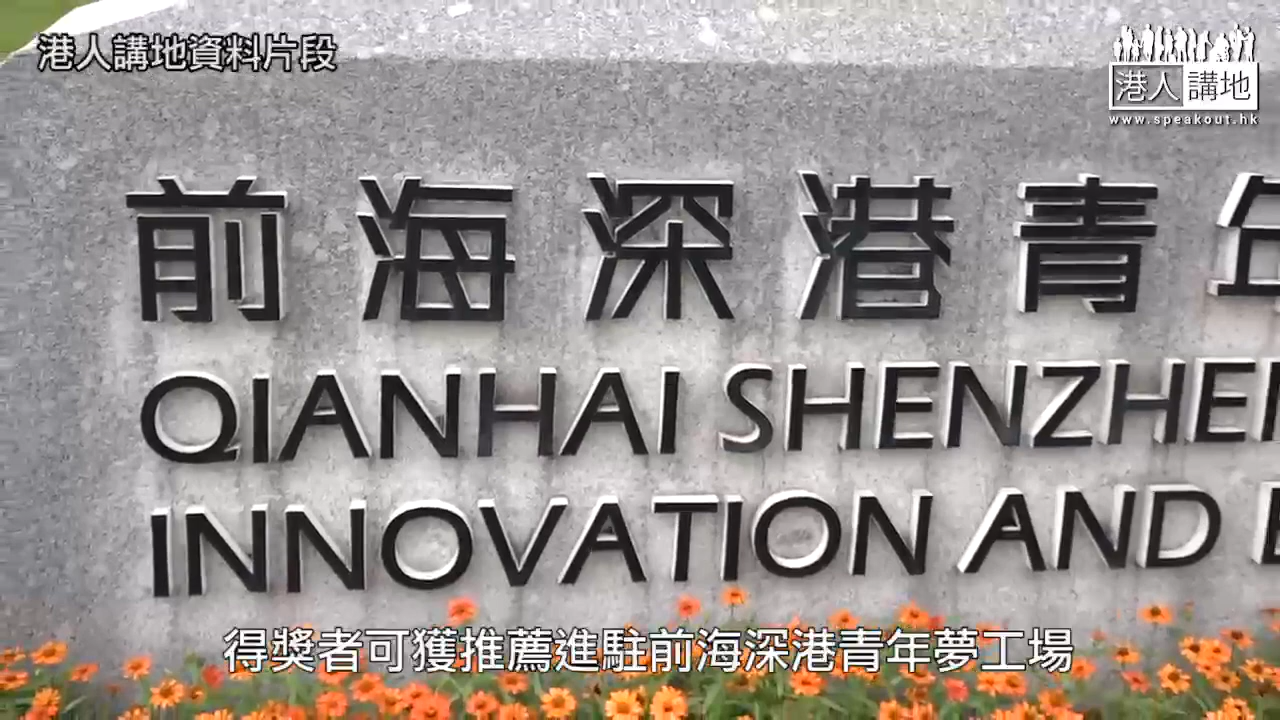 港人講地資料片段
港人講地
www.speakout.hk
前海深港青年
QIANHAI SHENZHEN
INNOVATION AND
得獎者可獲推薦進駐前海深港青年夢工場